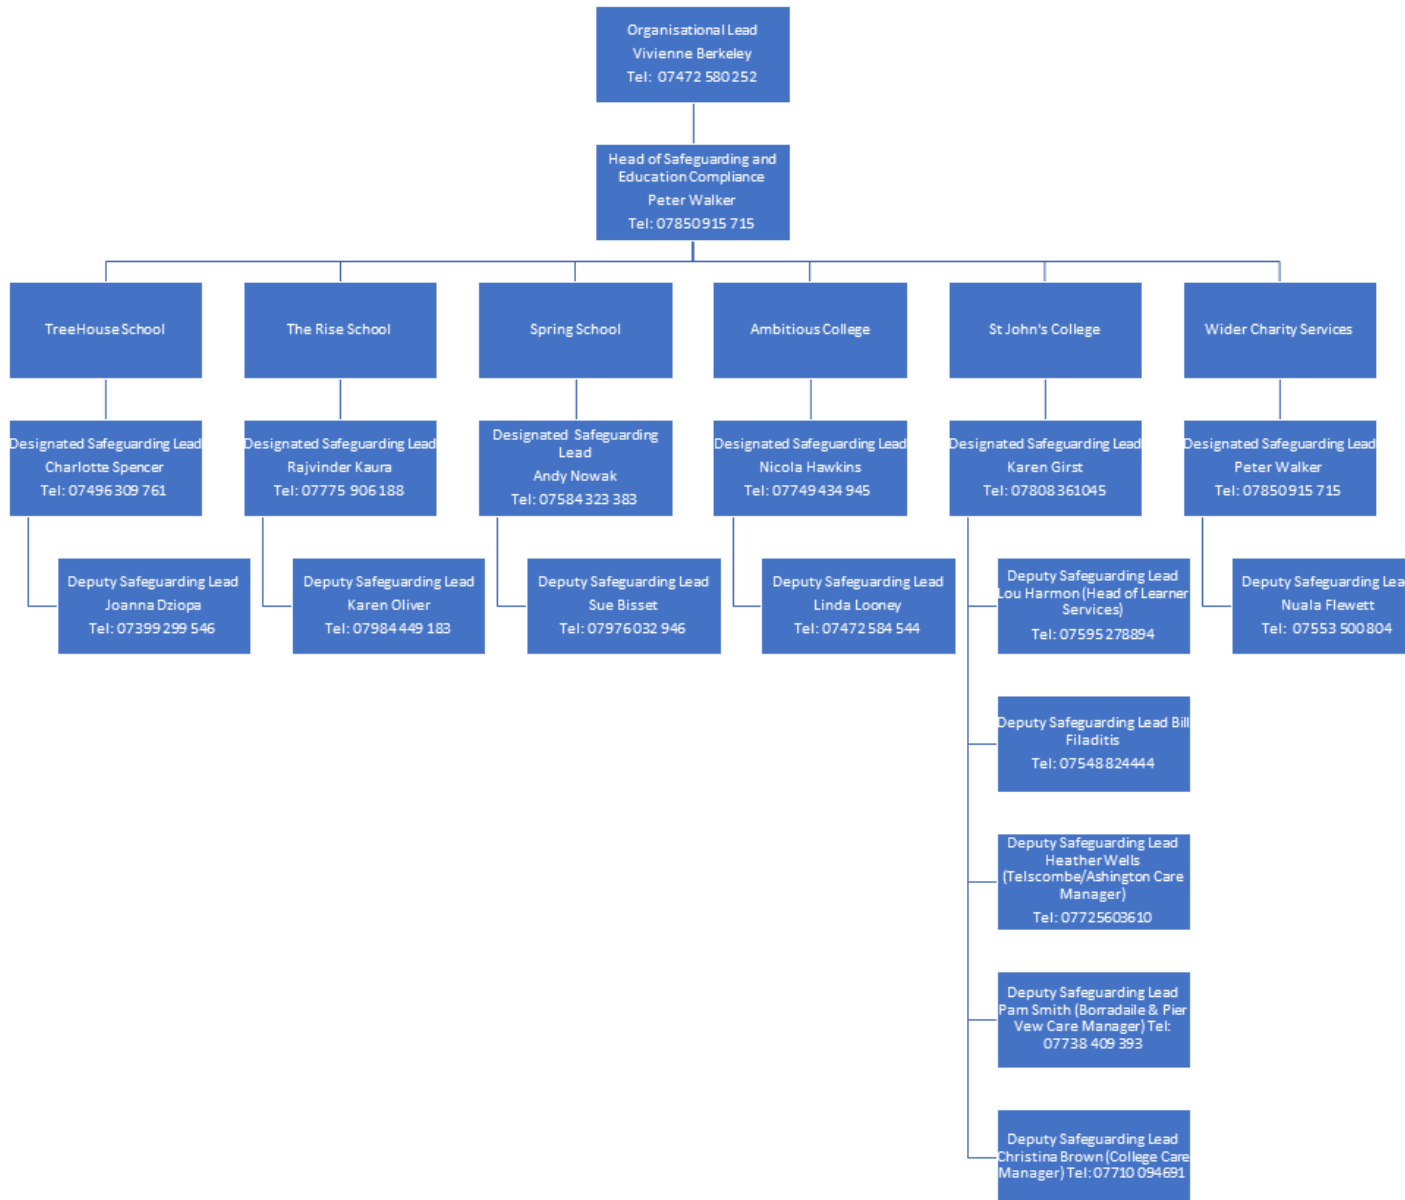 Organisational Lead
Vivienne Berkeley
Tel: 07472 580252
Head of Safeguarding and
Education Compliance
Peter Walker
Tel: 07850 915 715
TreeHouse School
The Rise School
Spring School
Ambitious College
St John's College
Wider Charity Services
Designated Safeguarding Lead
Charlotte Spencer
Tel: 07496 309 761
Designated Safeguarding Lead
Rajvinder Kaura
Tel: 07775 906 188
Designated Safeguarding
Lead
Andy Nowak
Tel: 07584 323 383
Designated Safeguarding Lead
Nicola Hawkins
Tel: 07749 434 945
Designated Safeguarding Lead
Karen Girst
Tel: 07808 361045
Designated Safeguarding Lead
Peter Walker
Tel: 07850 915 715
Deputy Safeguarding Lead
Joanna Dziopa
Tel: 07399 299 546
Deputy Safeguarding Lead
Karen Oliver
Tel: 07984 449 183
Deputy Safeguarding Lead
Sue Bisset
Tel: 07976 032 946
Deputy Safeguarding Lead
Linda Looney
Tel: 07472 584 544
Deputy Safeguarding Lead
Lou Harmon (Head of Learner
Services)
Tel: 07595 278894
Deputy Safeguarding Lea
Nuala Flewett
Tel: 07553 500804
Deputy Safeguarding Lead Bill
Filaditis
Tel: 07548 824444
Deputy Safeguarding Lead
Heather Wells
(Telscombe/Ashington Care
Manager)
Tel: 07725603610
Deputy Safeguarding Lead
Pam Smith (Borradaile & Pier
Vew Care Manager) Tel:
07738 409 393
Deputy Safeguarding Lead
Christina Brown (College Care
Manager) Tel: 07710 094691